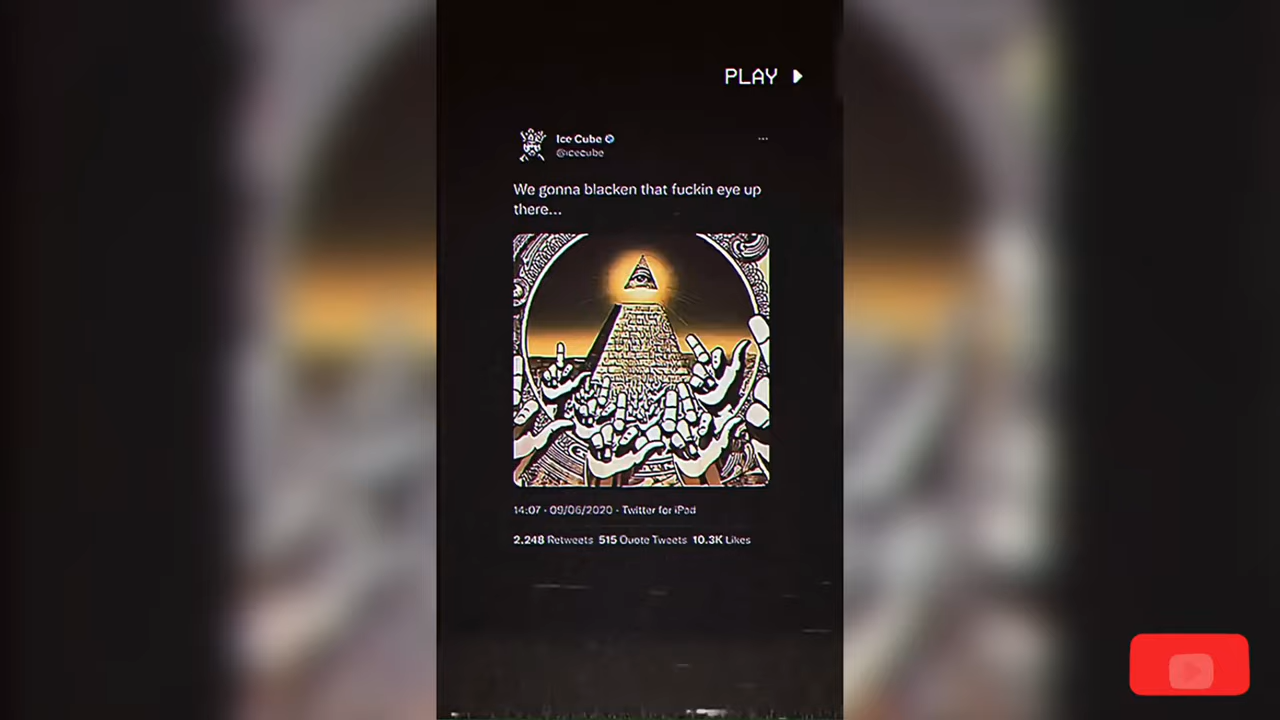 PLAY
Ice Cube
@icecube
We gonna blacken that fuckin eye up
there...
14:07 · 09/06/2020 · Twitter for iPad
2,248 Retweets 515 Quote Tweets 10.3K Likes